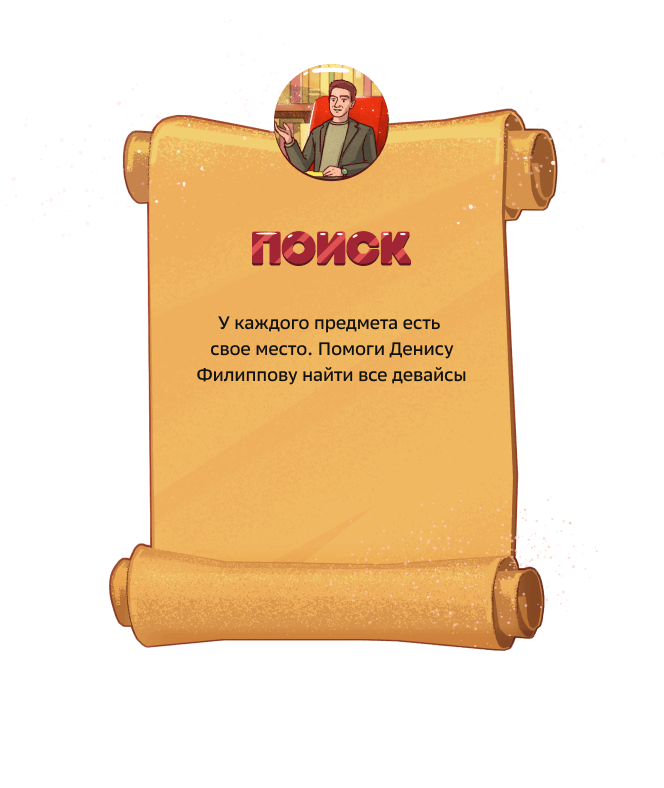 ПОИСК
У каждого предмета есть
свое место. Помоги Денису
Филиппову найти все девайсы